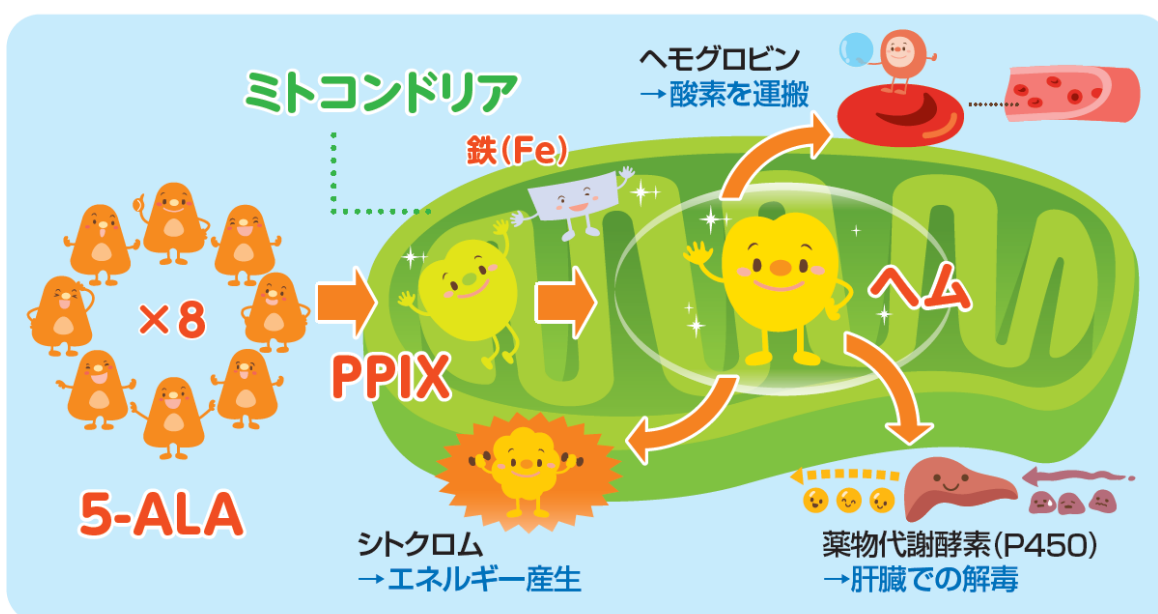 ミトコンドリア
鉄(Fe)
ヘモグロビン
→酸素を運搬
×8
5-ALA
PPIX
ヘム
シトクロム
→エネルギー産生
薬物代謝酵素(P450)
→肝臓での解毒